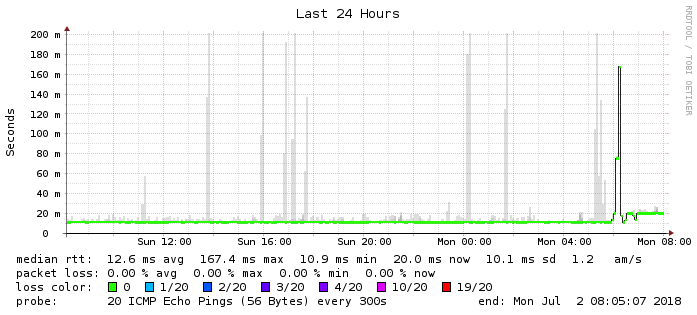 Last 24 Hours
RRDTOOL / TOBI OETIKER
Seconds
200 m
180 m
160 m
140 m
120 m
100 m
80 m
60 m
40 m
20 m
0
Sun 12:00 Sun 16:00 Sun 20:00 Mon 00:00 Mon 04:00 Mon 08:00
median rtt: 12.6 ms avg 167.4 ms max 10.9 ms min 20.0 ms now 10.1 ms sd 1.2 am/s
packet loss: 0.00 % avg 0.00 % max 0.00 % min 0.00 % now
loss color: 0 1/20 2/20 3/20 4/20 10/20 19/20
probe: 20 ICMP Echo Pings (56 Bytes) every 300s end: Mon Jul 2 08:05:07 2018